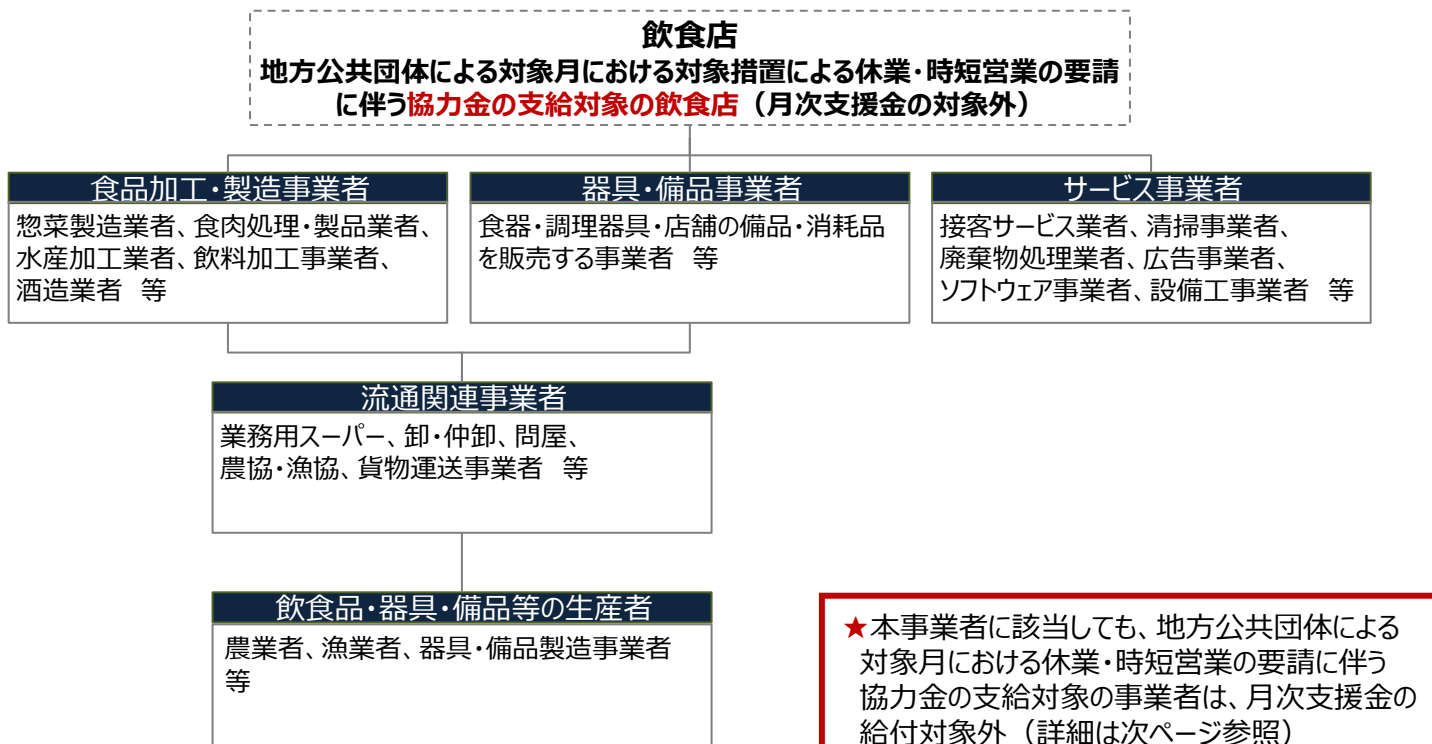 飲食店
地方公共団体による対象月における対象措置による休業・時短営業の要請
に伴う協力金の支給対象の飲食店（月次支援金の対象外）
食品加工・製造事業者
惣菜製造業者、食肉処理・製品業者、
水産加工業者、飲料加工事業者、
酒造業者　等
器具・備品事業者
食器・調理器具・店舗の備品・消耗品
を販売する事業者　等
サービス事業者
接客サービス業者、清掃事業者、
廃棄物処理業者、広告事業者、
ソフトウェア事業者、設備工事業者　等
流通関連事業者
業務用スーパー、卸・仲卸、問屋、
農協・漁協、貨物運送事業者　等
飲食品・器具・備品等の生産者
農業者、漁業者、器具・備品製造事業者
等
★本事業者に該当しても、地方公共団体による
対象月における休業・時短営業の要請に伴う
協力金の支給対象の事業者は、月次支援金の
給付対象外（詳細は次ページ参照）